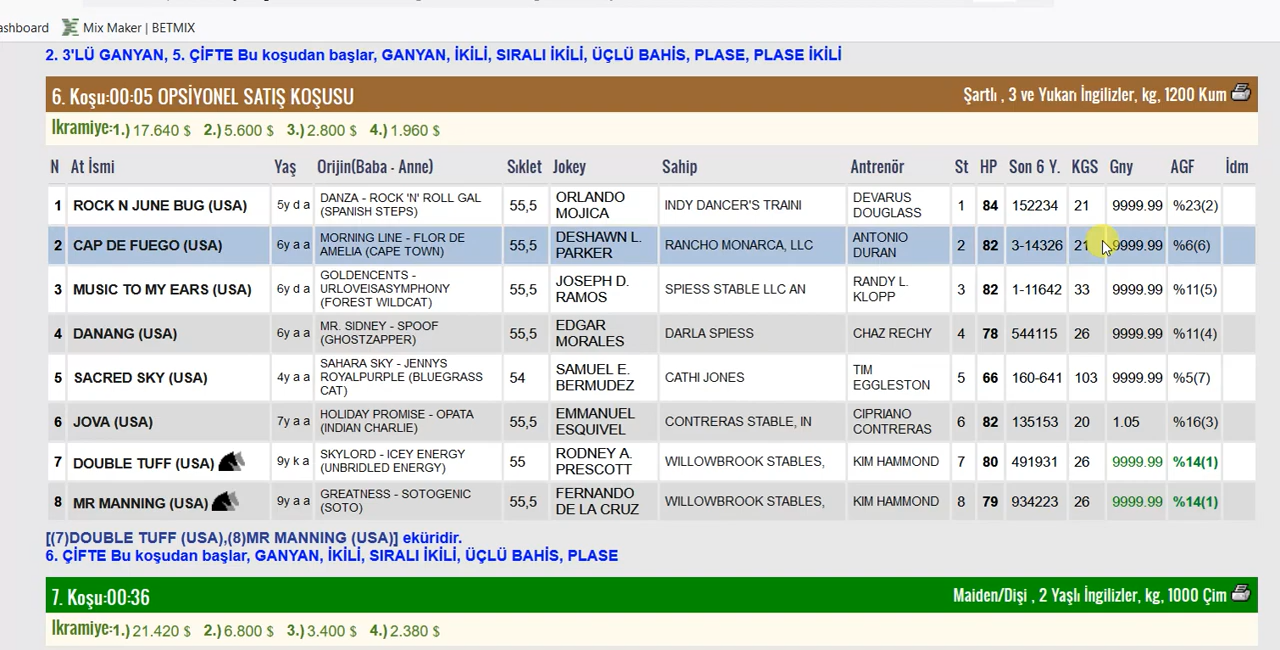 ashboard Mix Maker | BETMIX
2. 3'LÜ GANYAN, 5. ÇİFTE Bu koşudan başlar, GANYAN, İKİLİ, SIRALI İKİLİ, ÜÇLÜ BAHİS, PLASE, PLASE İKİLİ
6. Koşu:00:05 OPSİYONEL SATIŞ KOŞUSU Şartlı , 3 ve Yukarı İngilizler, kg, 1200 Kum
İkramiye:1.) 17.640 $ 2.) 5.600 $ 3.) 2.800 $ 4.) 1.960 $
N At İsmi Yaş Orijin(Baba - Anne) Sıklet Jokey Sahip Antrenör St HP Son 6 Y. KGS Gny AGF İdm
1 ROCK N JUNE BUG (USA) 5y d a DANZA - ROCK 'N' ROLL GAL (SPANISH STEPS) 55,5 ORLANDO MOJICA INDY DANCER'S TRAINI DEVARUS DOUGLASS 1 84 152234 21 9999.99 %23(2)
2 CAP DE FUEGO (USA) 6y a a MORNING LINE - FLOR DE AMELIA (CAPE TOWN) 55,5 DESHAWN L. PARKER RANCHO MONARCA, LLC ANTONIO DURAN 2 82 3-14326 21 9999.99 %6(6)
3 MUSIC TO MY EARS (USA) 6y d a GOLDENCENTS - URLOVEISASYMPHONY (FOREST WILDCAT) 55,5 JOSEPH D. RAMOS SPIESS STABLE LLC AN RANDY L. KLOPP 3 82 1-11642 33 9999.99 %11(5)
4 DANANG (USA) 6y a a MR. SIDNEY - SPOOF (GHOSTZAPPER) 55,5 EDGAR MORALES DARLA SPIESS CHAZ RECHY 4 78 544115 26 9999.99 %11(4)
5 SACRED SKY (USA) 4y a a SAHARA SKY - JENNYS ROYALPURPLE (BLUEGRASS CAT) 54 SAMUEL E. BERMUDEZ CATHI JONES TIM EGGLESTON 5 66 160-641 103 9999.99 %5(7)
6 JOVA (USA) 7y a a HOLIDAY PROMISE - OPATA (INDIAN CHARLIE) 55,5 EMMANUEL ESQUIVEL CONTRERAS STABLE, IN CIPRIANO CONTRERAS 6 82 135153 20 1.05 %16(3)
7 DOUBLE TUFF (USA) 9y k a SKYLORD - ICEY ENERGY (UNBRIDLED ENERGY) 55 RODNEY A. PRESCOTT WILLOWBROOK STABLES, KIM HAMMOND 7 80 491931 26 9999.99 %14(1)
8 MR MANNING (USA) 9y a a GREATNESS - SOTOGENIC (SOTO) 55,5 FERNANDO DE LA CRUZ WILLOWBROOK STABLES, KIM HAMMOND 8 79 934223 26 9999.99 %14(1)
[(7)DOUBLE TUFF (USA),(8)MR MANNING (USA)] eküridir.
6. ÇİFTE Bu koşudan başlar, GANYAN, İKİLİ, SIRALI İKİLİ, ÜÇLÜ BAHİS, PLASE
7. Koşu:00:36 Maiden/Dişi , 2 Yaşlı İngilizler, kg, 1000 Çim
İkramiye:1.) 21.420 $ 2.) 6.800 $ 3.) 3.400 $ 4.) 2.380 $